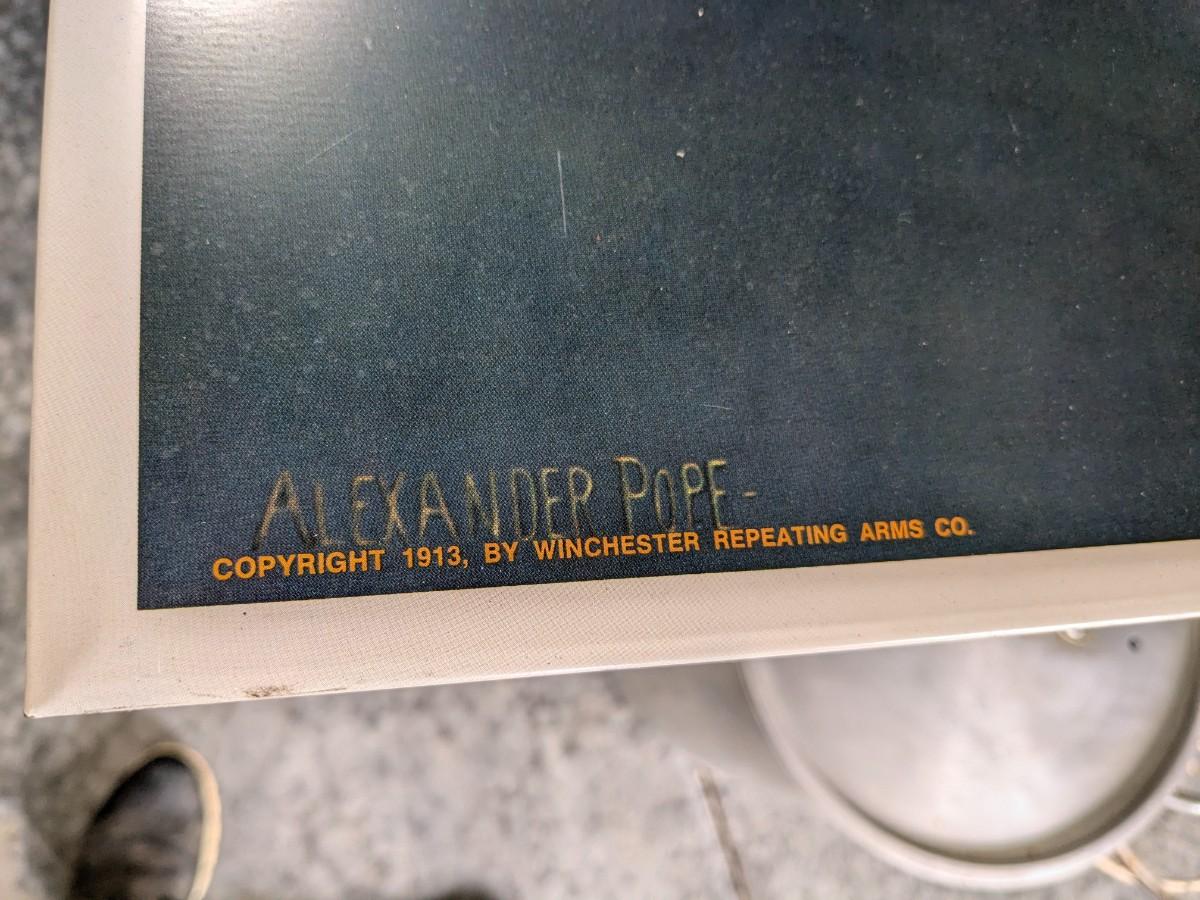 ALEXANDER POPE-
COPYRIGHT 1913, BY WINCHESTER REPEATING ARMS CO.